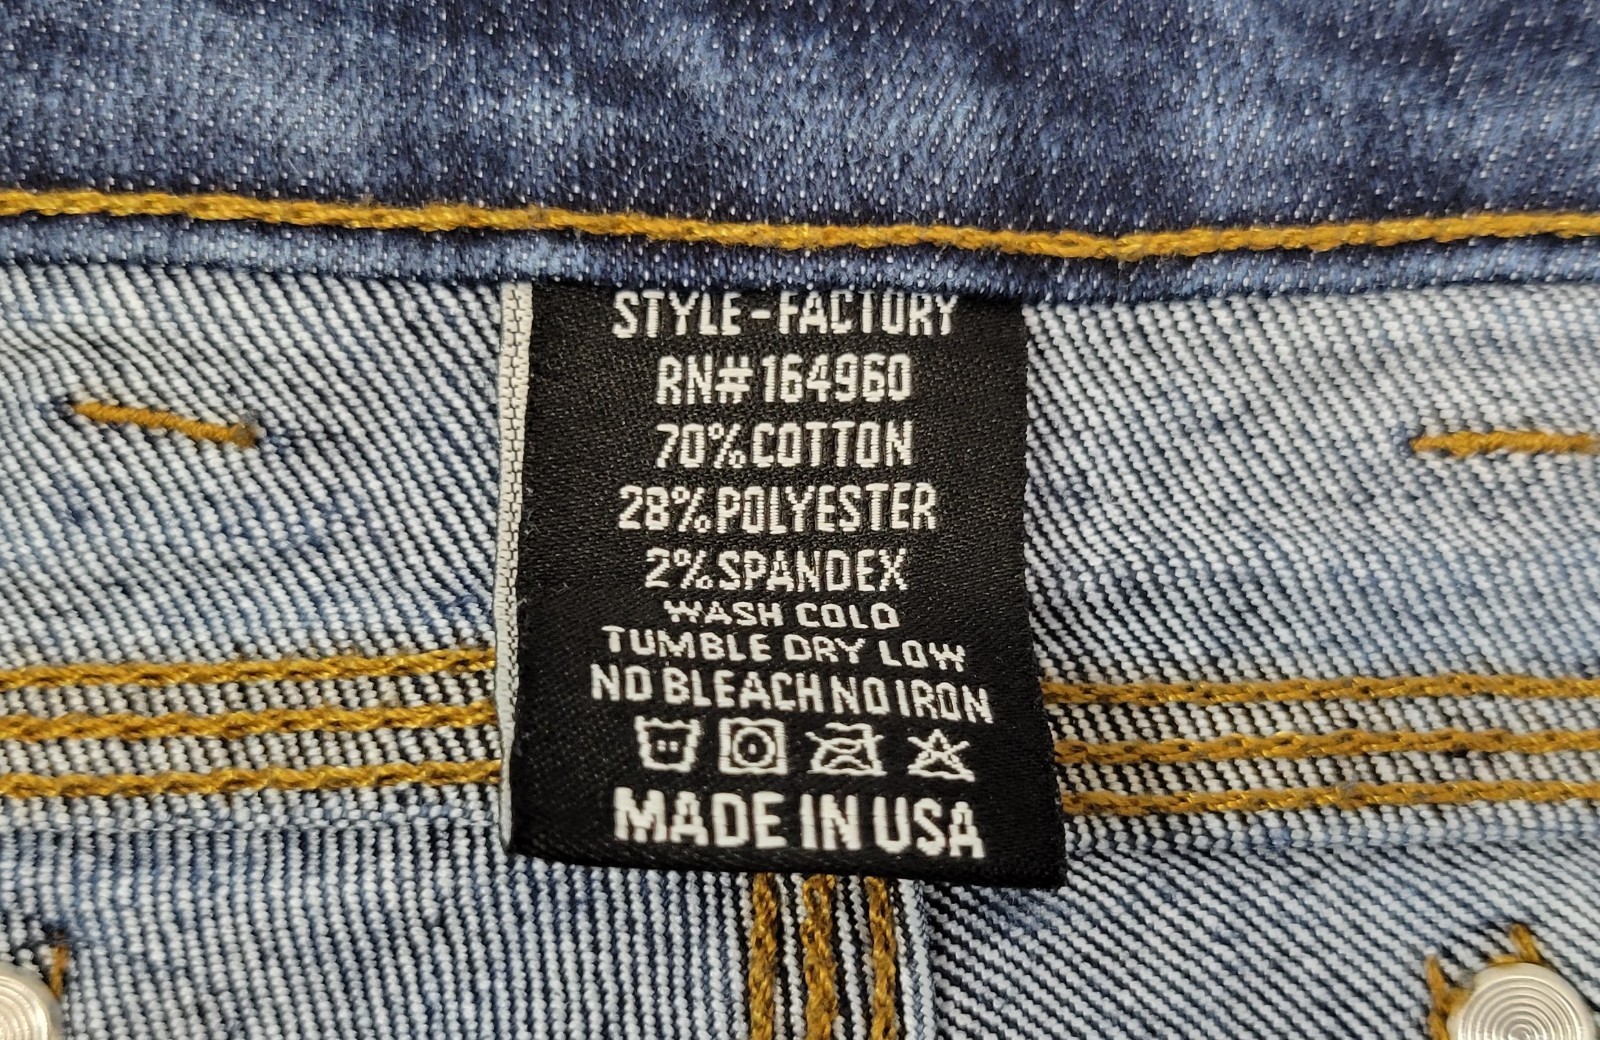 STYLE-FACTORY
RN#164960
70%COTTON
28%POLYESTER
2%SPANDEX
WASH COLD
TUMBLE DRY LOW
NO BLEACH NO IRON
MADE IN USA